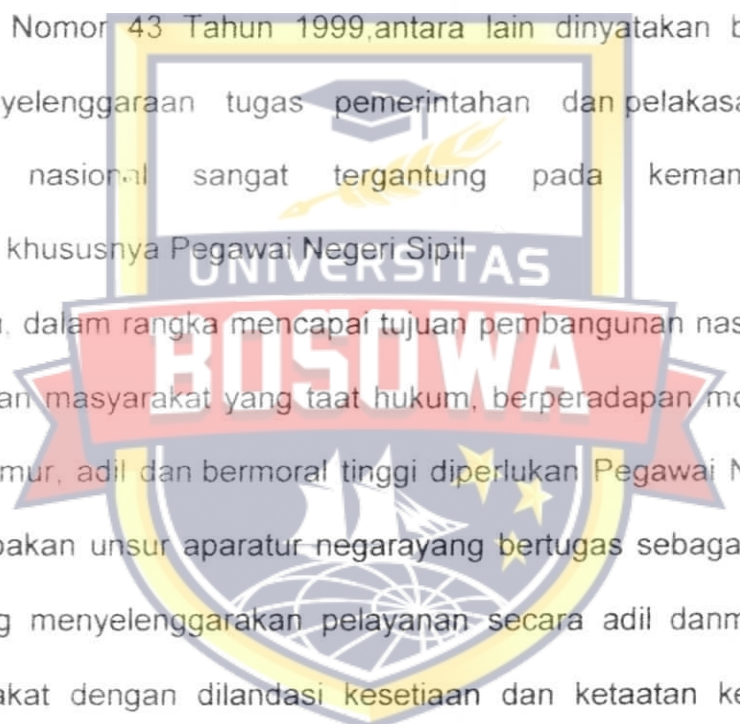 Nomor 43 Tahun 1999,antara lain dinyatakan b
yelenggaraan tugas pemerintahan dan pelakasa
nasional sangat tergantung pada keman
khususnya Pegawai Negeri Sipil
UNIVERSITAS
, dalam rangka mencapai tujuan pembangunan nas
BOSOWA
an masyarakat yang taat hukum, berperadapan mo
mur, adil dan bermoral tinggi diperlukan Pegawai N
pakan unsur aparatur negarayang bertugas sebaga
g menyelenggarakan pelayanan secara adil danm
akat dengan dilandasi kesetiaan dan ketaatan ke